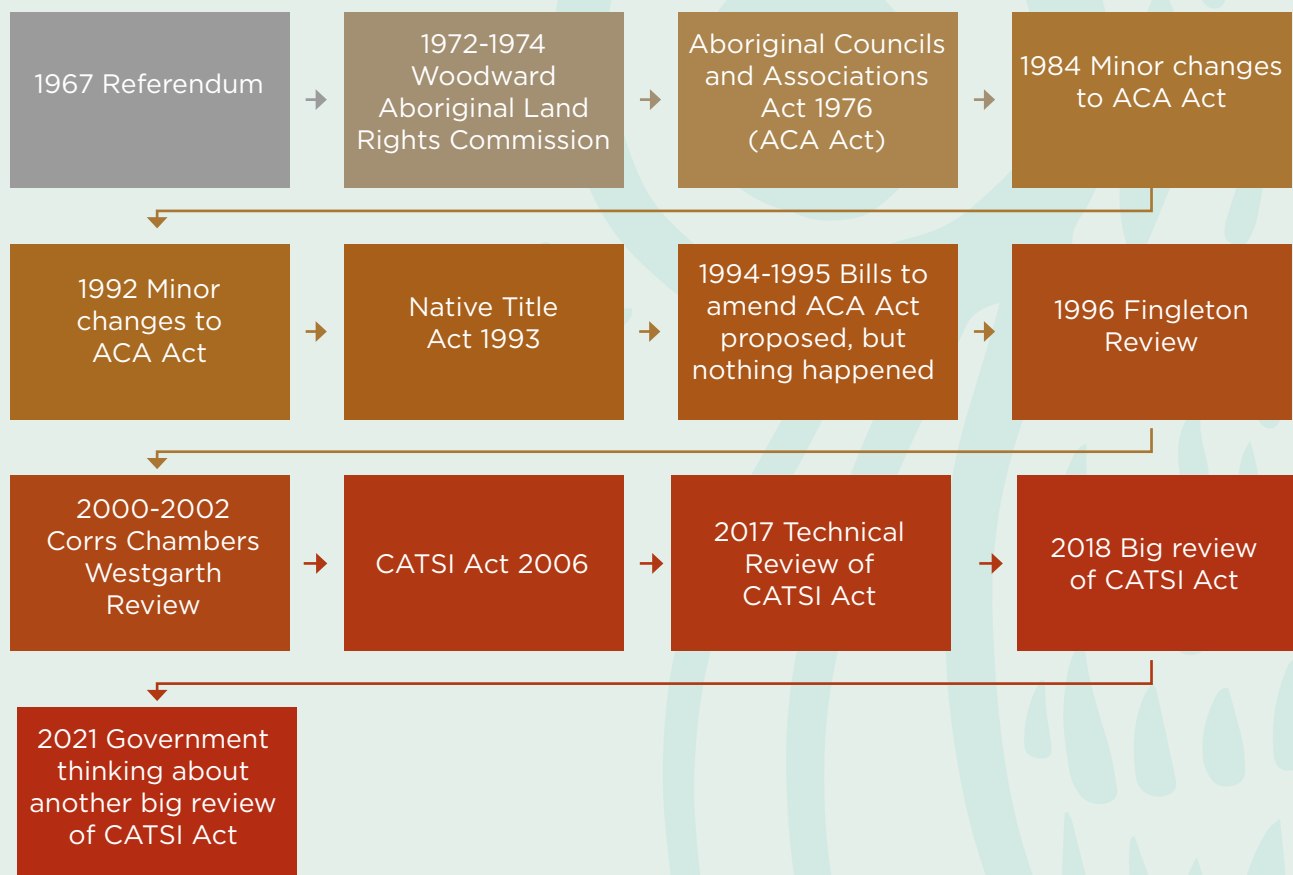 1967 Referendum
1972-1974
Woodward
Aboriginal Land
Rights Commission
Aboriginal Councils
and Associations
Act 1976
(ACA Act)
1984 Minor changes
to ACA Act
1992 Minor
changes to
ACA Act
Native Title
Act 1993
1994-1995 Bills to
amend ACA Act
proposed, but
nothing happened
1996 Fingleton
Review
2000-2002
Corrs Chambers
Westgarth
Review
CATSI Act 2006
2017 Technical
Review of
CATSI Act
2018 Big review
of CATSI Act
2021 Government
thinking about
another big review
of CATSI Act